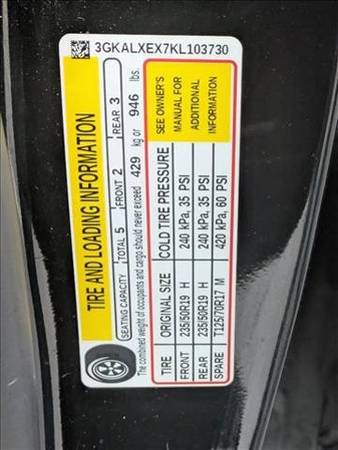 3GKALXEX7KL103730
TIRE AND LOADING INFORMATION
SEATING CAPACITY TOTAL 5 FRONT 2 REAR 3
The combined weight of occupants and cargo should never exceed 429 kg or 946 lbs.
TIRE ORIGINAL SIZE COLD TIRE PRESSURE
FRONT 235/50R19 H 240 kPa, 35 PSI
REAR 235/50R19 H 240 kPa, 35 PSI
SPARE T125/70R17 M 420 kPa, 60 PSI
SEE OWNER'S
MANUAL FOR
ADDITIONAL
INFORMATION